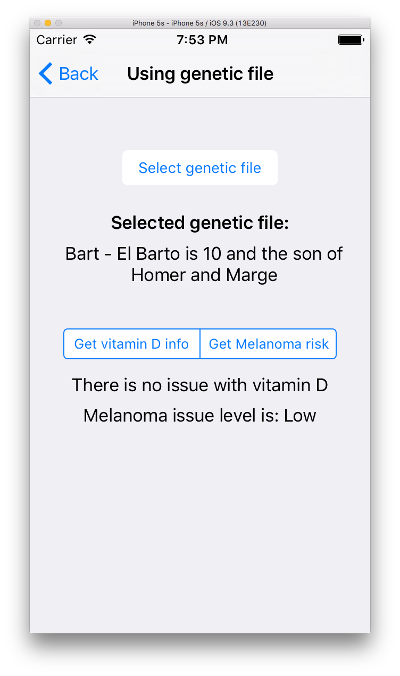 iPhone 5s - iPhone 5s / iOS 9.3 (13E230)
Carrier 7:53 PM
Back Using genetic file
Select genetic file
Selected genetic file:
Bart - El Barto is 10 and the son of
Homer and Marge
Get vitamin D info Get Melanoma risk
There is no issue with vitamin D
Melanoma issue level is: Low